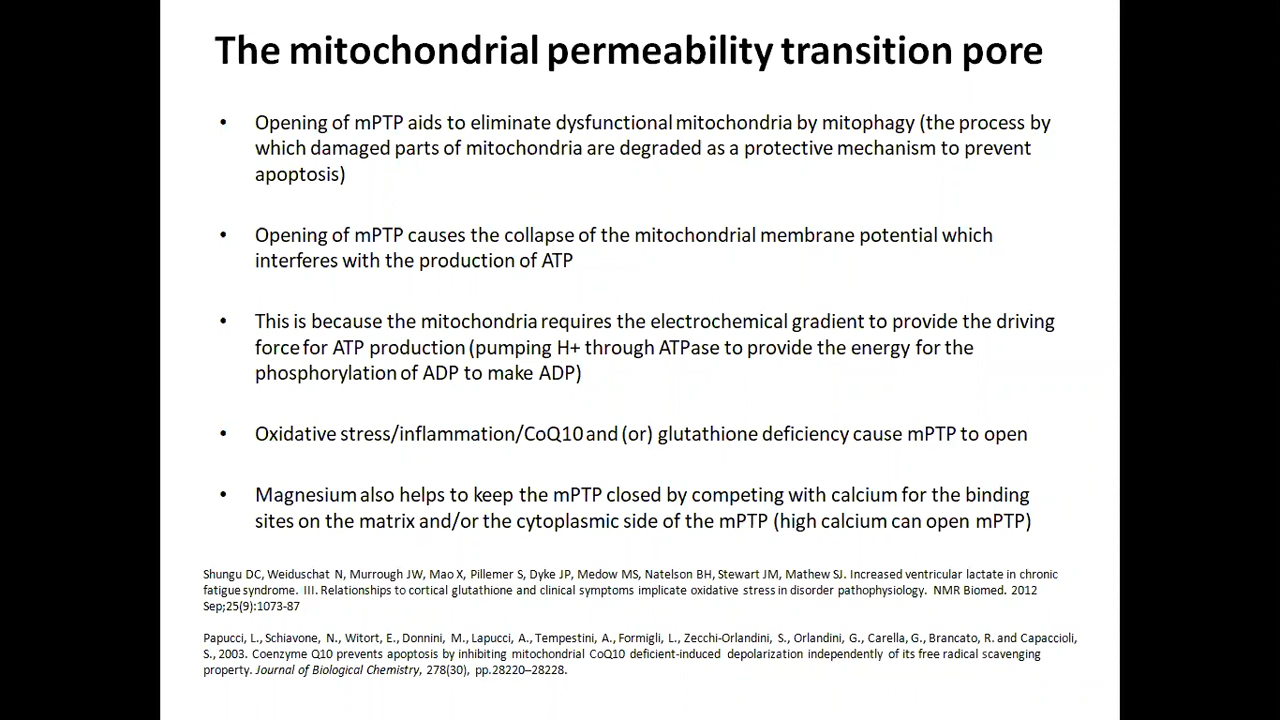 The mitochondrial permeability transition pore
• Opening of mPTP aids to eliminate dysfunctional mitochondria by mitophagy (the process by
which damaged parts of mitochondria are degraded as a protective mechanism to prevent
apoptosis)
• Opening of mPTP causes the collapse of the mitochondrial membrane potential which
interferes with the production of ATP
• This is because the mitochondria requires the electrochemical gradient to provide the driving
force for ATP production (pumping H+ through ATPase to provide the energy for the
phosphorylation of ADP to make ADP)
• Oxidative stress/inflammation/CoQ10 and (or) glutathione deficiency cause mPTP to open
• Magnesium also helps to keep the mPTP closed by competing with calcium for the binding
sites on the matrix and/or the cytoplasmic side of the mPTP (high calcium can open mPTP)
Shungu DC, Weiduschat N, Murrough JW, Mao X, Pillemer S, Dyke JP, Medow MS, Natelson BH, Stewart JM, Mathew SJ. Increased ventricular lactate in chronic
fatigue syndrome. III. Relationships to cortical glutathione and clinical symptoms implicate oxidative stress in disorder pathophysiology. NMR Biomed. 2012
Sep;25(9):1073-87
Papucci, L., Schiavone, N., Witort, E., Donnini, M., Lapucci, A., Tempestini, A., Formigli, L., Zecchi-Orlandini, S., Orlandini, G., Carella, G., Brancato, R. and Capaccioli,
S., 2003. Coenzyme Q10 prevents apoptosis by inhibiting mitochondrial CoQ10 deficient-induced depolarization independently of its free radical scavenging
property. Journal of Biological Chemistry, 278(30), pp.28220–28228.